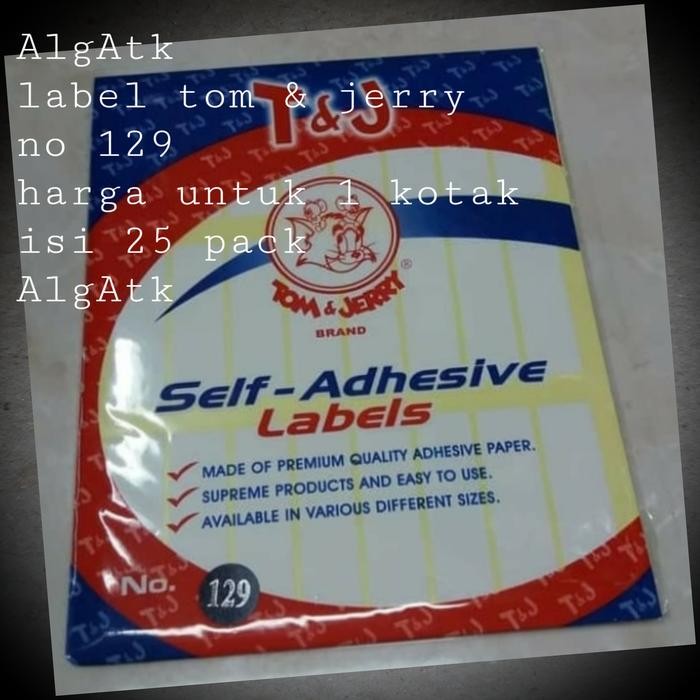 AlgAtk
label tom & jerry
no 129
harga untuk 1 kotak
isi 25 pack
AlgAtk
T&J
TOM & JERRY
®
BRAND
Self-Adhesive
Labels
MADE OF PREMIUM QUALITY ADHESIVE PAPER.
SUPREME PRODUCTS AND EASY TO USE.
AVAILABLE IN VARIOUS DIFFERENT SIZES.
No. 129